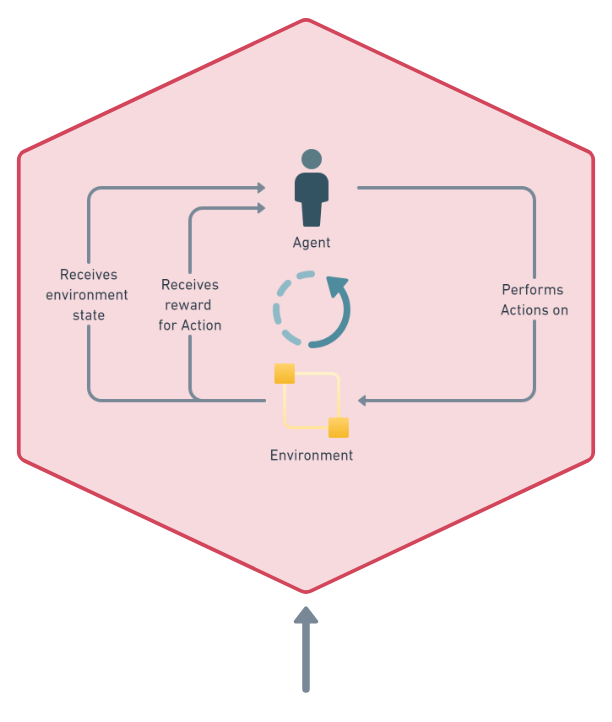 Agent
Receives
environment
state
Receives
reward
for Action
Performs
Actions on
Environment